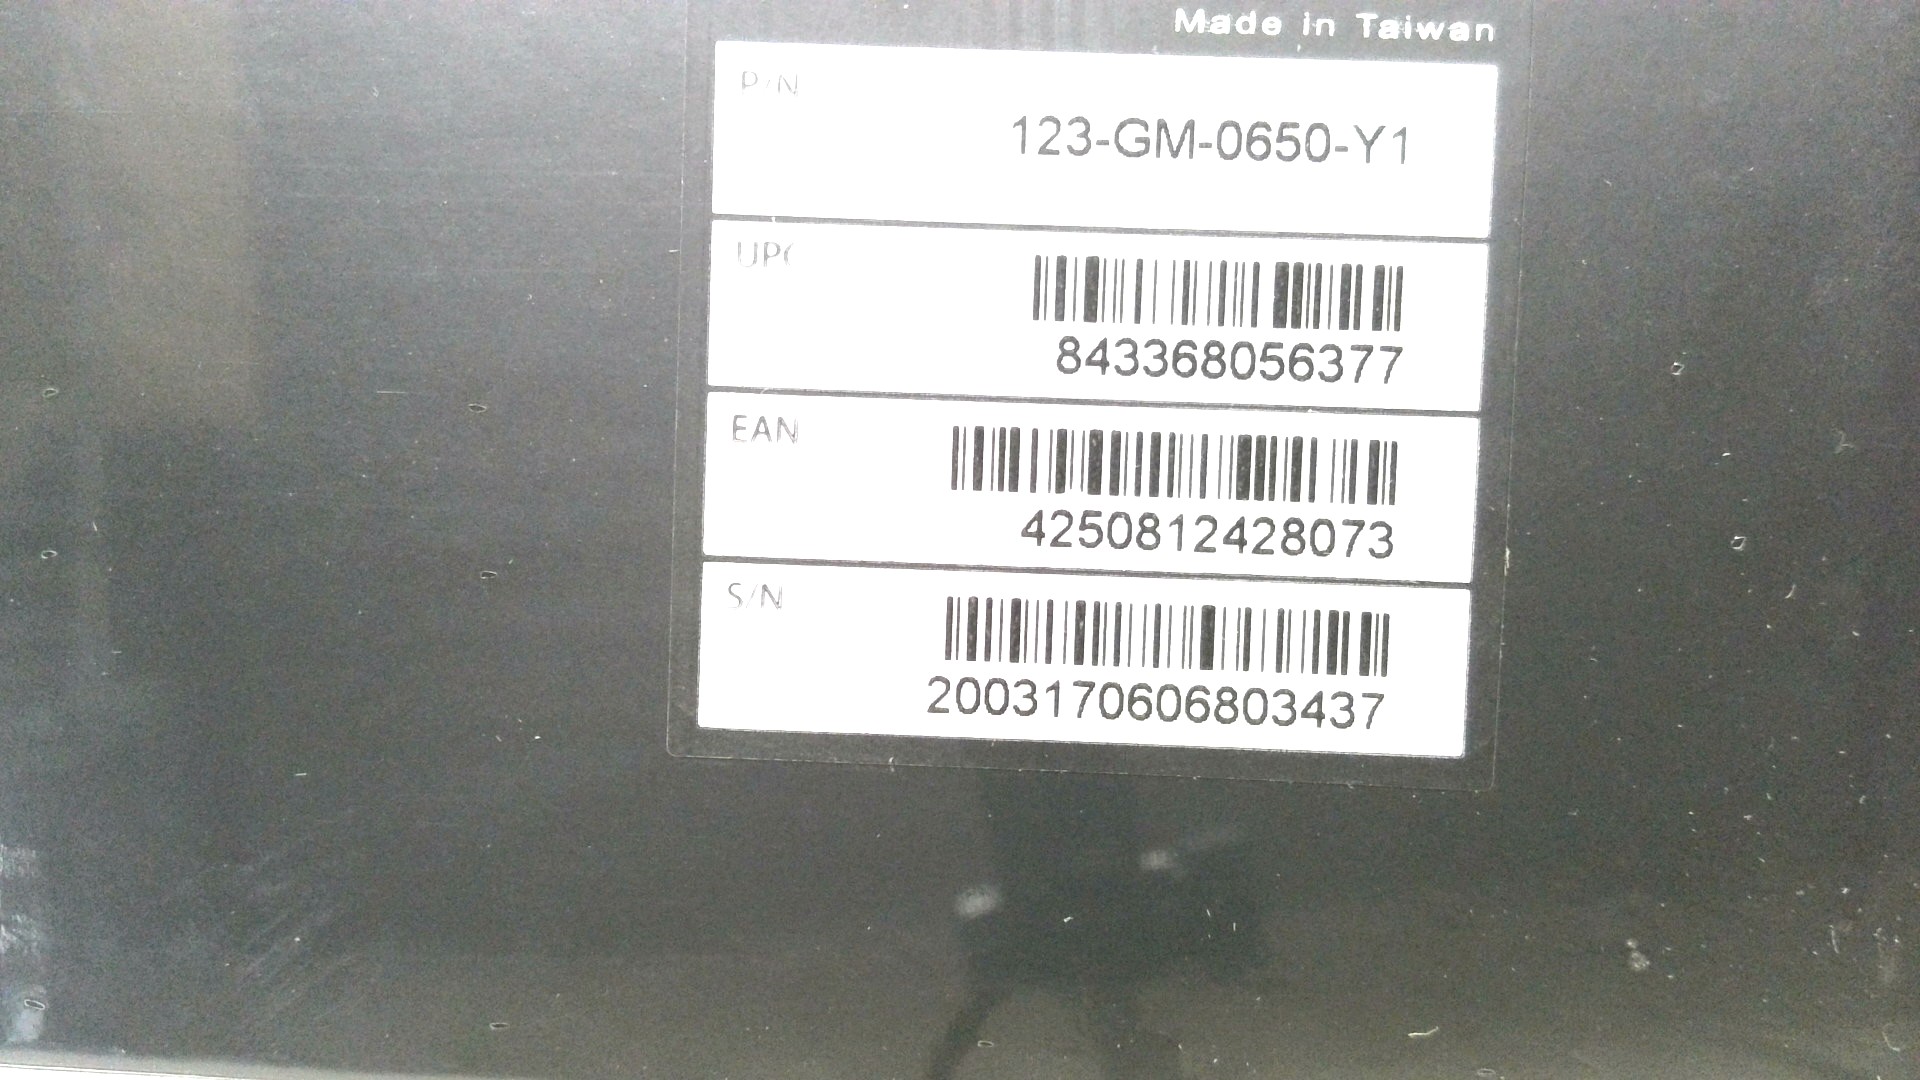 Made in Taiwan
P/N
123-GM-0650-Y1
UPC
843368056377
EAN
4250812428073
S/N
2003170606803437